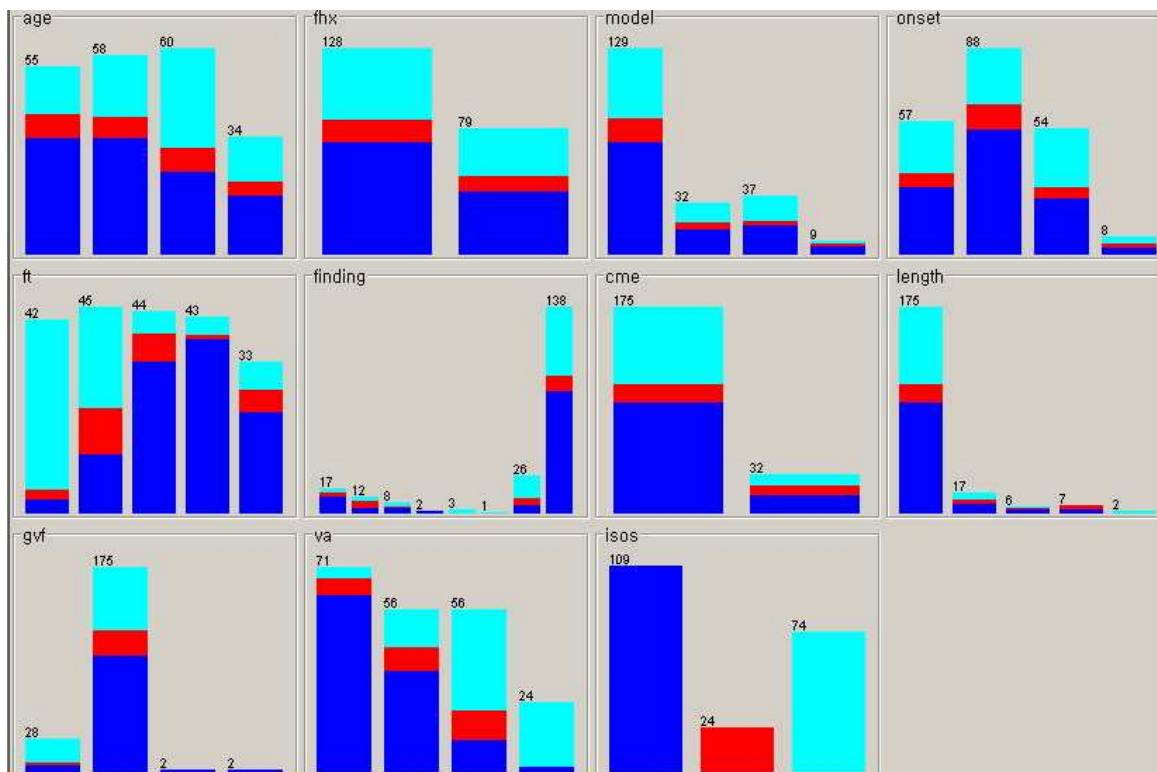 age fhx model onset
55 58 60 34
128 79
129 32 37 9
57 88 54 8
ft finding cme length
42 45 44 43 33
17 12 8 2 3 1 26 138
175 32
175 17 6 7 2
gvf va isos
28 175 2 2
71 56 56 24
109 24 74